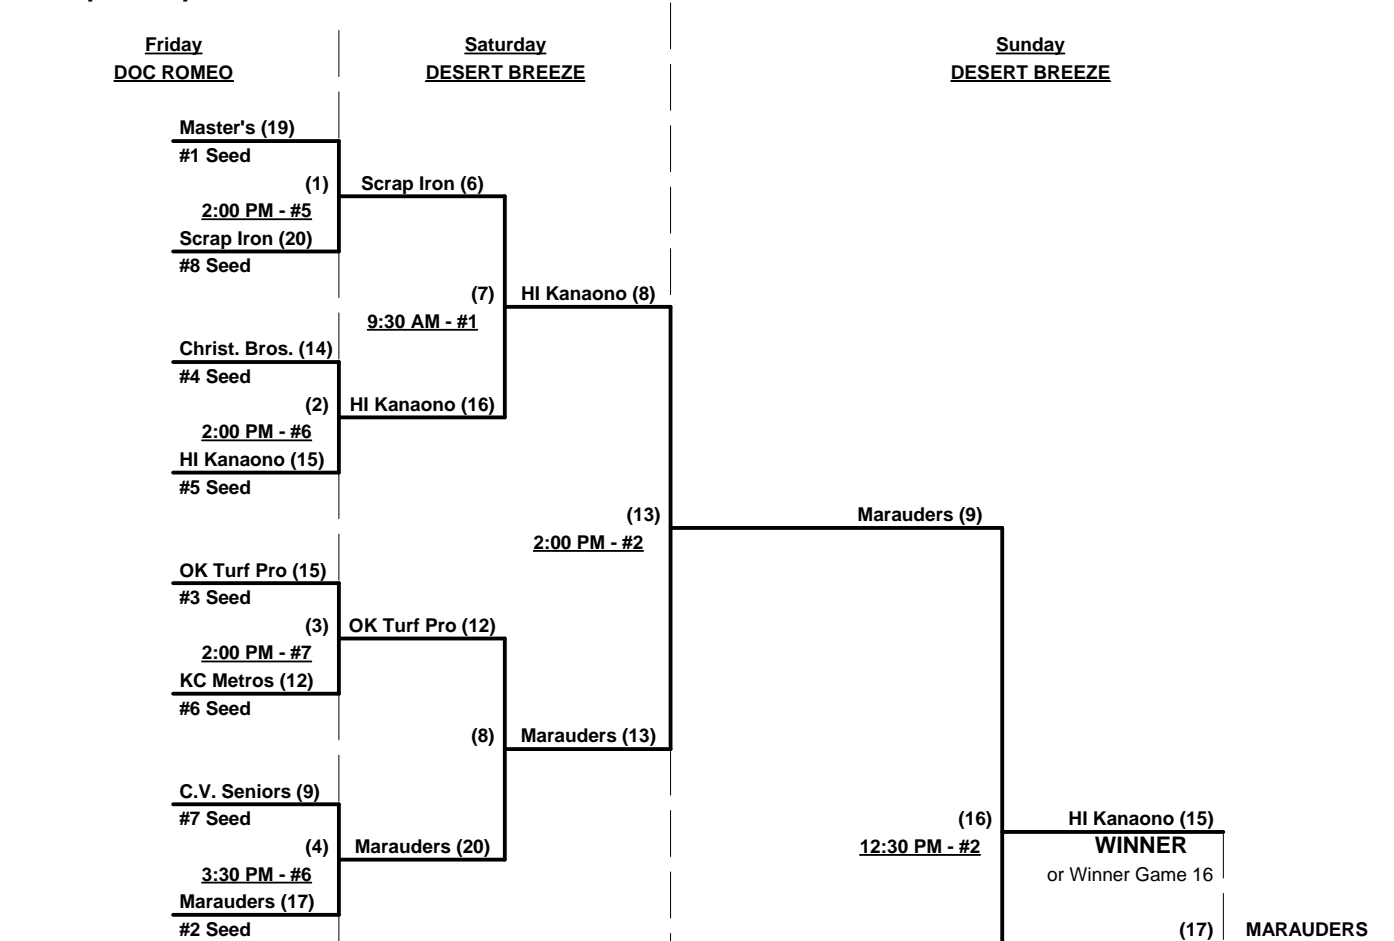 Friday
Saturday
Sunday
DOC ROMEO
DESERT BREEZE
DESERT BREEZE
Master's (19)
#1 Seed
(1)
Scrap Iron (6)
2:00 PM - #5
Scrap Iron (20)
#8 Seed
(7)
HI Kanaono (8)
9:30 AM - #1
Christ. Bros. (14)
#4 Seed
(2)
HI Kanaono (16)
2:00 PM - #6
HI Kanaono (15)
#5 Seed
(13)
Marauders (9)
2:00 PM - #2
OK Turf Pro (15)
#3 Seed
(3)
OK Turf Pro (12)
2:00 PM - #7
KC Metros (12)
#6 Seed
(8)
Marauders (13)
C.V. Seniors (9)
#7 Seed
(16)
HI Kanaono (15)
(4)
Marauders (20)
12:30 PM - #2
WINNER
3:30 PM - #6
or Winner Game 16
Marauders (17)
#2 Seed
(17)
MARAUDERS